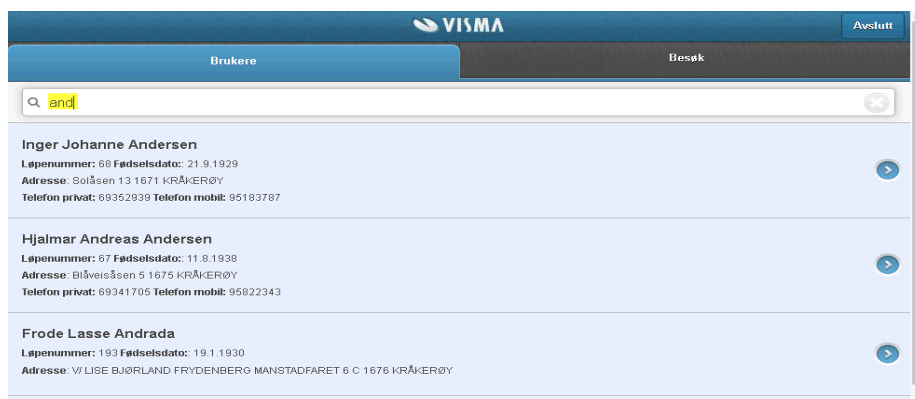 VISMA
Avslutt
Brukere
Besøk
and
Inger Johanne Andersen
Løpenummer: 68 Fødselsdato:: 21.9.1929
Adresse: Solåsen 13 1671 KRÅKERØY
Telefon privat: 69352939 Telefon mobil: 95183787
Hjalmar Andreas Andersen
Løpenummer: 67 Fødselsdato:: 11.8.1938
Adresse: Blåveisåsen 5 1675 KRÅKERØY
Telefon privat: 69341705 Telefon mobil: 95822343
Frode Lasse Andrada
Løpenummer: 193 Fødselsdato:: 19.1.1930
Adresse: V/ LISE BJØRLAND FRYDENBERG MANSTADFARET 6 C 1676 KRÅKERØY